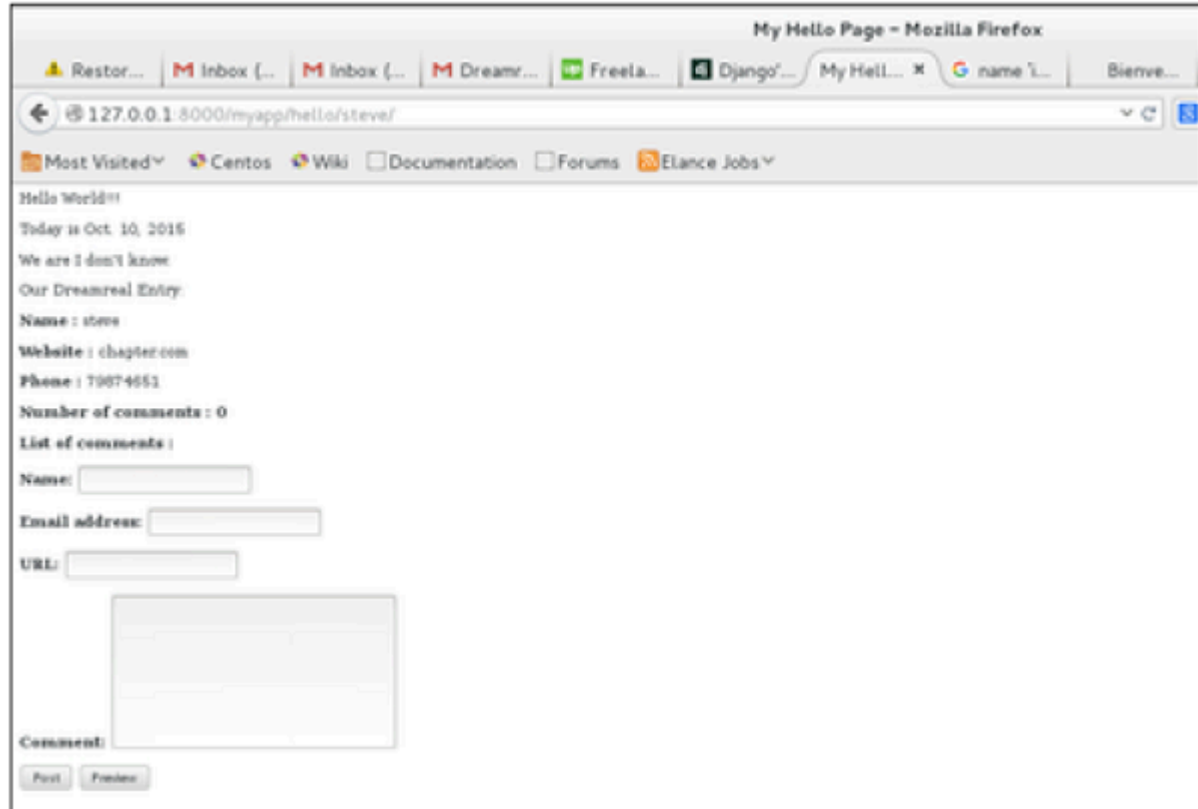 My Hello Page - Mozilla Firefox
Restor... M Inbox (... M Inbox (... M Dreamr... Freela... Django'... My Hell... × G name 'i... Bienve...
127.0.0.1:8000/myapp/hello/steve/
Most Visited Centos Wiki Documentation Forums Elance Jobs
Hello World!!!
Today is Oct. 10, 2015
We are I don't know
Our Dreamreal Entry:
Name : steve
Website : chapter.com
Phone : 79874651
Number of comments : 0
List of comments :
Name:
Email address:
URL:
Comment:
Post Preview